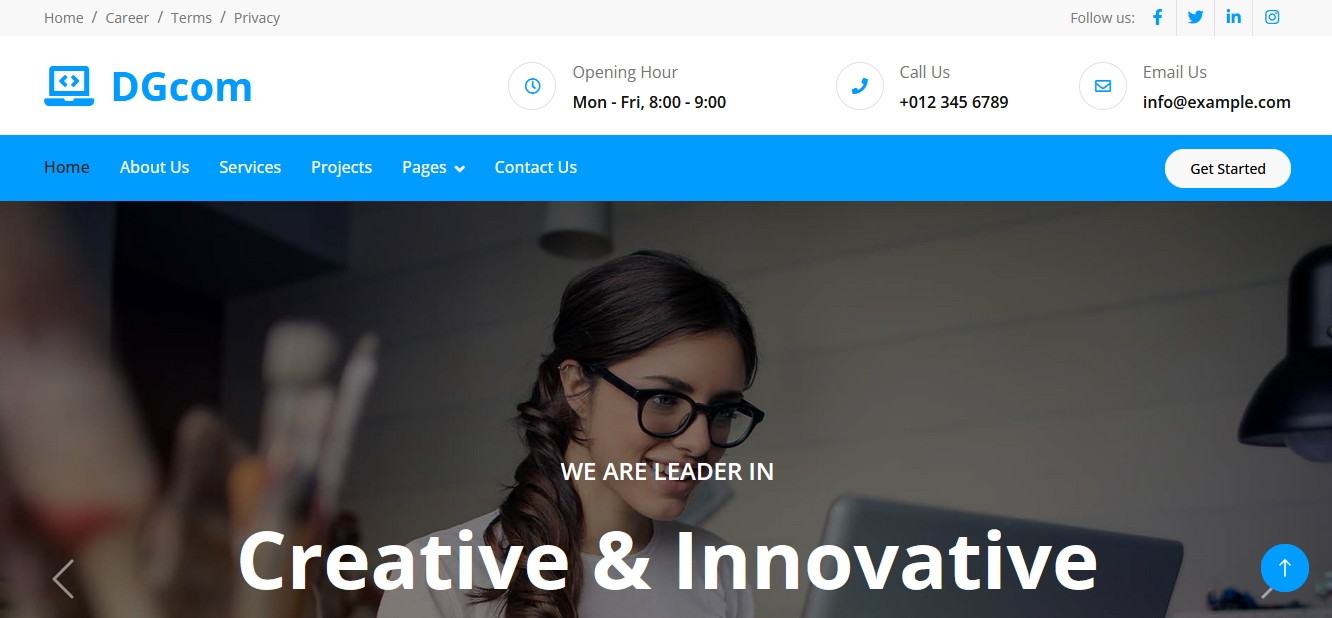 Home / Career / Terms / Privacy
Follow us:
DGcom
Opening Hour
Mon - Fri, 8:00 - 9:00
Call Us
+012 345 6789
Email Us
info@example.com
Home About Us Services Projects Pages Contact Us
Get Started
WE ARE LEADER IN
Creative & Innovative